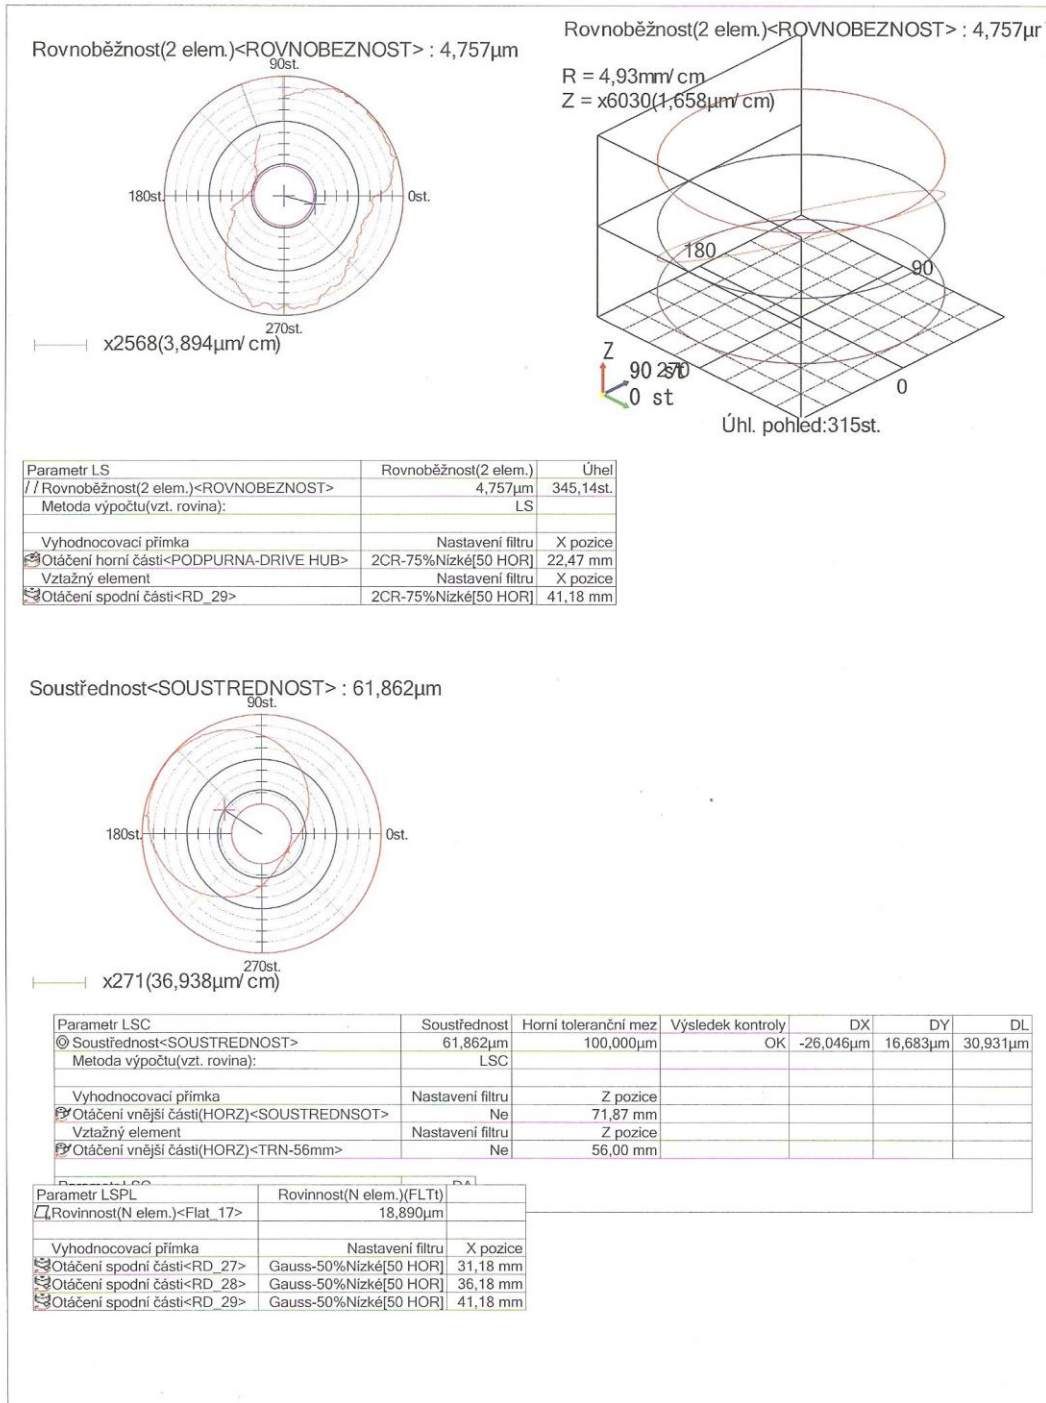 Rovnoběžnost(2 elem.)<ROVNOBEZNOST> : 4,757µm
90st.
180st.
0st.
270st.
x2568(3,894µm/cm)
Rovnoběžnost(2 elem.)<ROVNOBEZNOST> : 4,757µr
R = 4,93mm/cm
Z = x6030(1,658µm/cm)
180
90
0
Z
90 st
270
0 st
Úhl. pohled:315st.
Parametr LS Rovnoběžnost(2 elem.) Úhel
// Rovnoběžnost(2 elem.)<ROVNOBEZNOST> 4,757µm 345,14st.
Metoda výpočtu(vzt. rovina): LS
Vyhodnocovací přímka Nastavení filtru X pozice
Otáčení horní části<PODPURNA-DRIVE HUB> 2CR-75%Nízké[50 HOR] 22,47 mm
Vztažný element Nastavení filtru X pozice
Otáčení spodní části<RD_29> 2CR-75%Nízké[50 HOR] 41,18 mm
Soustřednost<SOUSTREDNOST> : 61,862µm
90st.
180st.
0st.
270st.
x271(36,938µm/cm)
Parametr LSC Soustřednost Horní toleranční mez Výsledek kontroly DX DY DL
◎ Soustřednost<SOUSTREDNOST> 61,862µm 100,000µm OK -26,046µm 16,683µm 30,931µm
Metoda výpočtu(vzt. rovina): LSC
Vyhodnocovací přímka Nastavení filtru Z pozice
Otáčení vnější části(HORZ)<SOUSTREDNSOT> Ne 71,87 mm
Vztažný element Nastavení filtru Z pozice
Otáčení vnější části(HORZ)<TRN-56mm> Ne 56,00 mm
Parametr LSPL Rovinnost(N elem.)(FLTt)
Rovinnost(N elem.)<Flat_17> 18,890µm
Vyhodnocovací přímka Nastavení filtru X pozice
Otáčení spodní části<RD_27> Gauss-50%Nízké[50 HOR] 31,18 mm
Otáčení spodní části<RD_28> Gauss-50%Nízké[50 HOR] 36,18 mm
Otáčení spodní části<RD_29> Gauss-50%Nízké[50 HOR] 41,18 mm